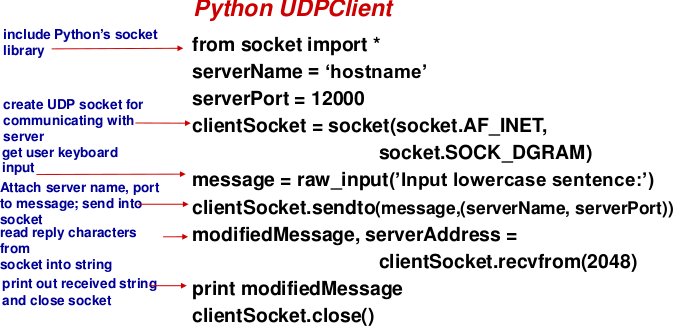 Python UDPClient
include Python's socket
library
from socket import *
serverName = ‘hostname’
serverPort = 12000
create UDP socket for
communicating with
server
clientSocket = socket(socket.AF_INET,
socket.SOCK_DGRAM)
get user keyboard
input
message = raw_input(’Input lowercase sentence:’)
Attach server name, port
to message; send into
socket
clientSocket.sendto(message,(serverName, serverPort))
read reply characters
from
socket into string
modifiedMessage, serverAddress =
clientSocket.recvfrom(2048)
print out received string
and close socket
print modifiedMessage
clientSocket.close()